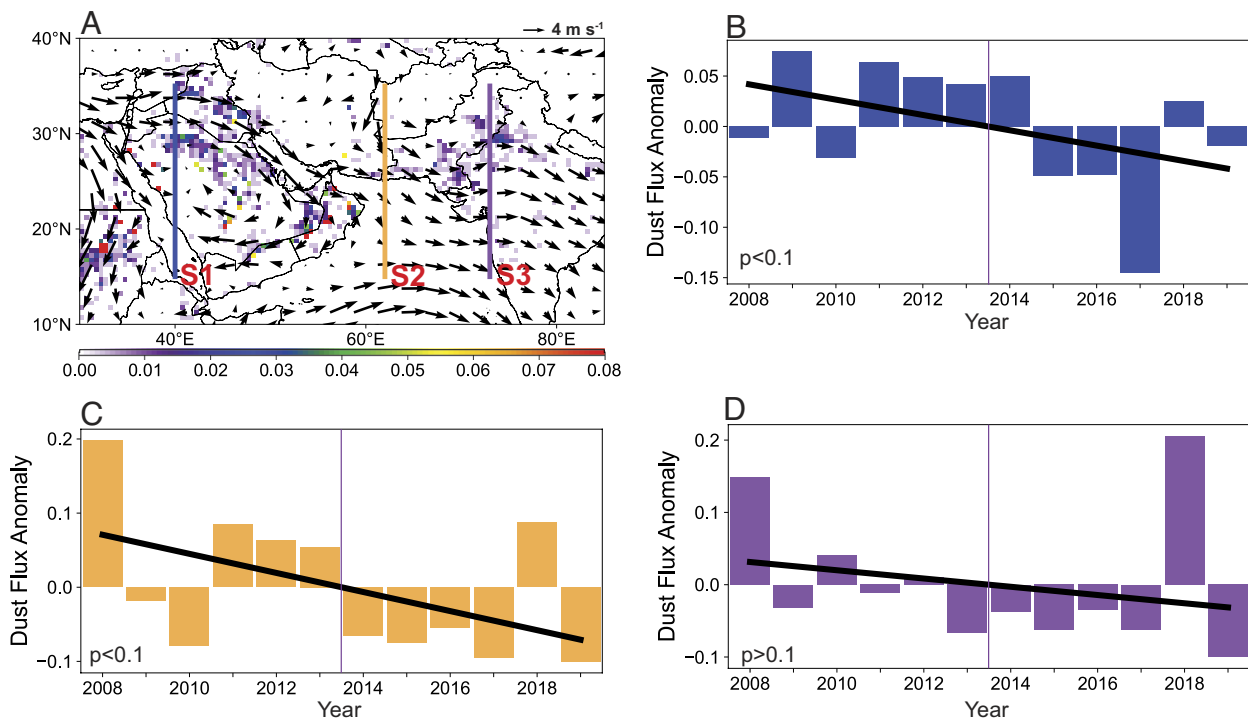 A
4 m s⁻¹
40°N
30°N
20°N
10°N
S1
S2
S3
40°E
60°E
80°E
0.00 0.01 0.02 0.03 0.04 0.05 0.06 0.07 0.08
B
Dust Flux Anomaly
0.05
0.00
−0.05
−0.10
−0.15
p<0.1
2008 2010 2012 2014 2016 2018
Year
C
Dust Flux Anomaly
0.2
0.1
0.0
−0.1
p<0.1
2008 2010 2012 2014 2016 2018
Year
D
Dust Flux Anomaly
0.2
0.1
0.0
−0.1
p>0.1
2008 2010 2012 2014 2016 2018
Year